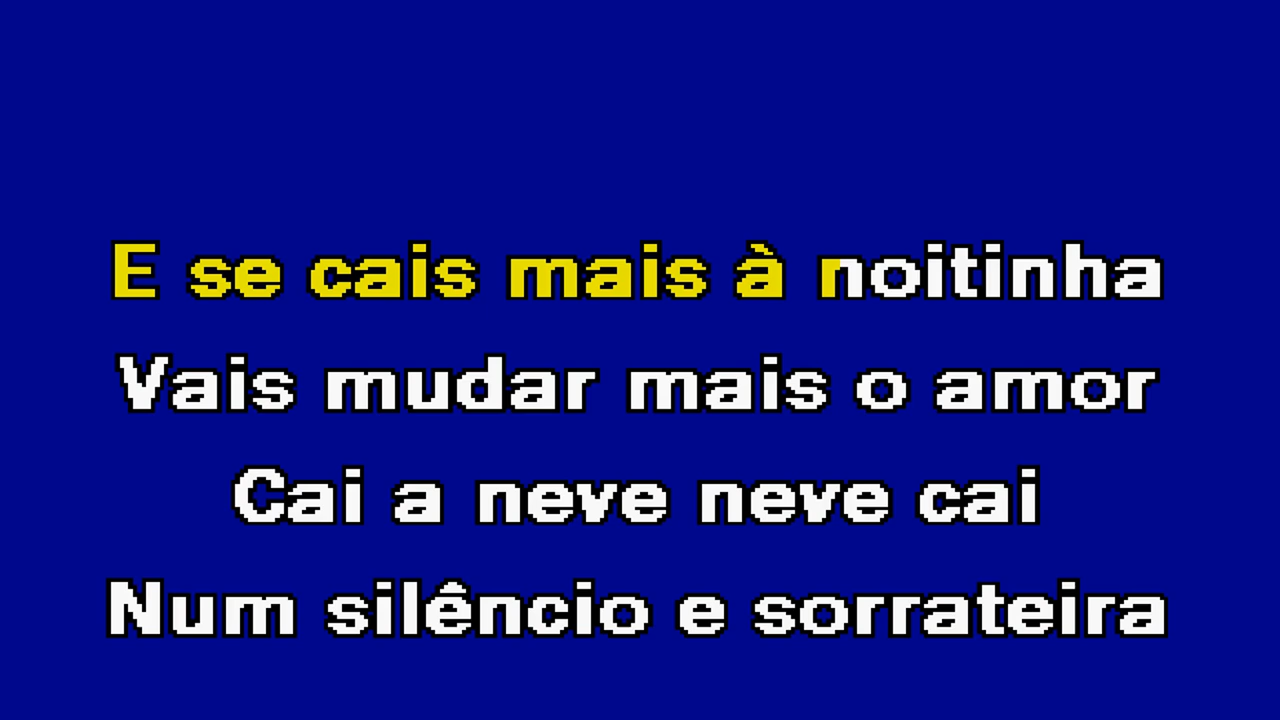 E se cais mais à noitinha
Vais mudar mais o amor
Cai a neve neve cai
Num silêncio e sorrateira